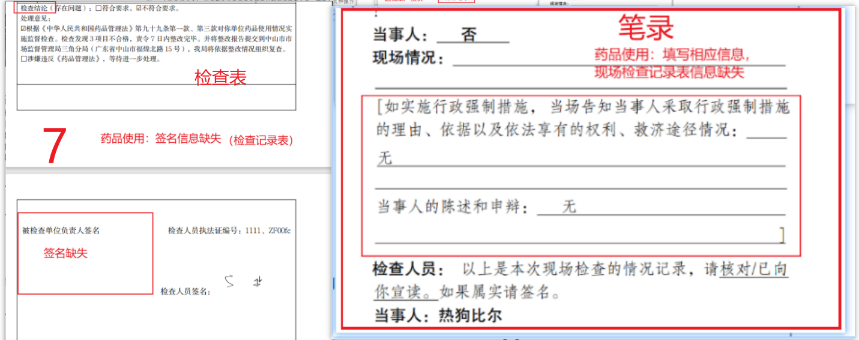 检查结论(存在问题):□符合要求。☑不符合要求。
处理意见:
☑根据《中华人民共和国药品管理法》第九十九条第一款、第三款对你单位药品使用情况实
施监督检查。检查发现3项目不合格，责令7日内整改完毕，并将整改报告提交到中山市市
场监督管理局三角分局（广东省中山市福绵北路15号），我局将依据整改情况组织复查。
□涉嫌违反《药品管理法》，等待进一步处理。
检查表
7
药品使用：签名信息缺失（检查记录表）
被检查单位负责人签名
检查人员执法证编号：1111、ZF006c
签名缺失
检查人员签名：
笔录
当事人： 否
药品使用：填写相应信息，
现场情况：
现场检查记录表信息缺失
[如实施行政强制措施，当场告知当事人采取行政强制措施
的理由、依据以及依法享有的权利、救济途径情况：
无
当事人的陈述和申辩： 无
]
检查人员： 以上是本次现场检查的情况记录，请核对/已向
你宣读。如果属实请签名。
当事人：热狗比尔